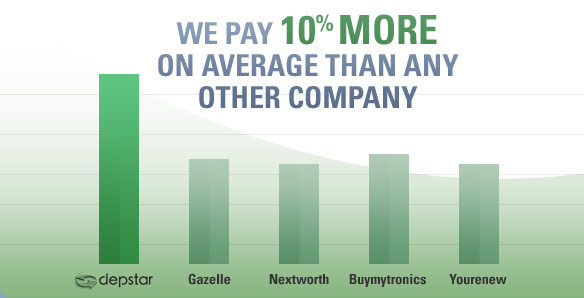 WE PAY 10% MORE
ON AVERAGE THAN ANY
OTHER COMPANY
depstar Gazelle Nextworth Buymytronics Yourenew